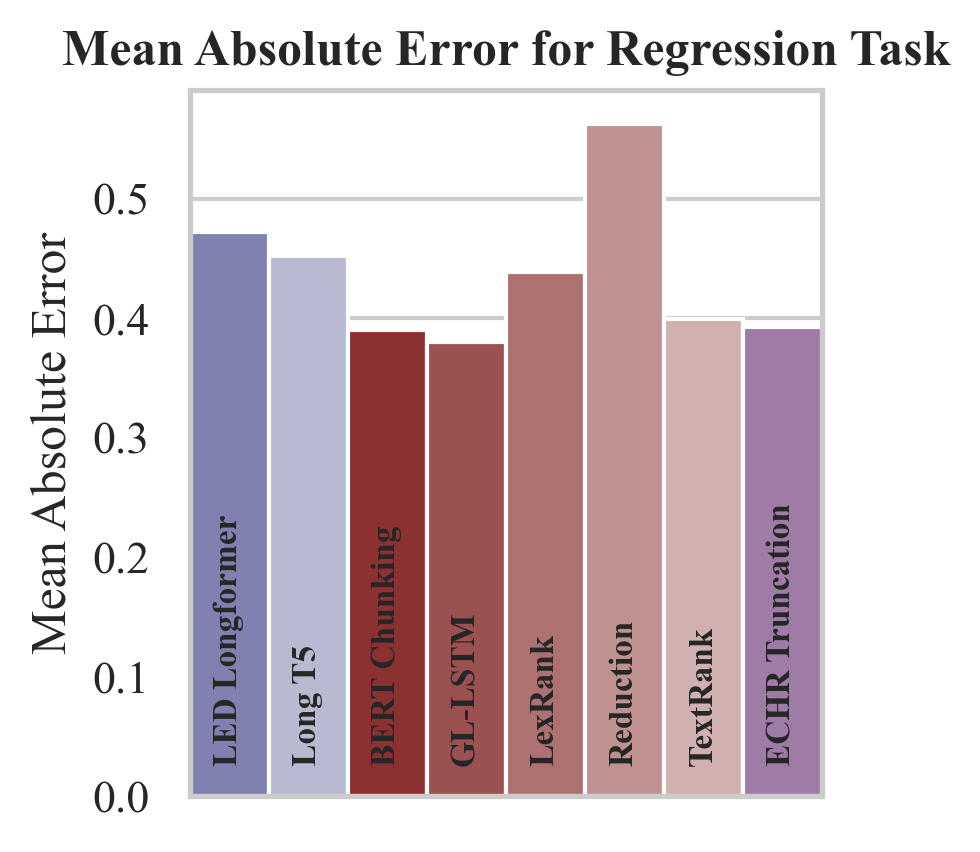 Mean Absolute Error for Regression Task
Mean Absolute Error
0.5
0.4
0.3
0.2
0.1
0.0
LED Longformer
Long T5
BERT Chunking
GL-LSTM
LexRank
Reduction
TextRank
ECHR Truncation